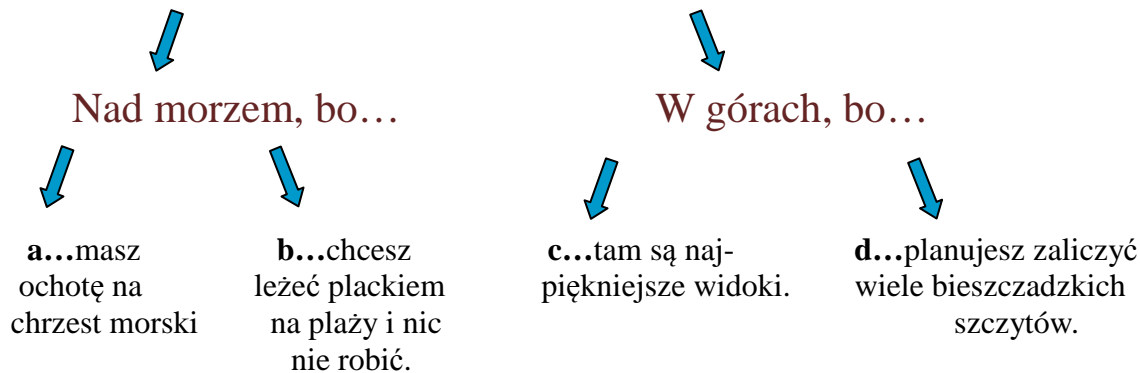 Nad morzem, bo…
W górach, bo…
a…masz
ochotę na
chrzest morski
b…chcesz
leżeć plackiem
na plaży i nic
nie robić.
c…tam są naj-
piękniejsze widoki.
d…planujesz zaliczyć
wiele bieszczadzkich
szczytów.